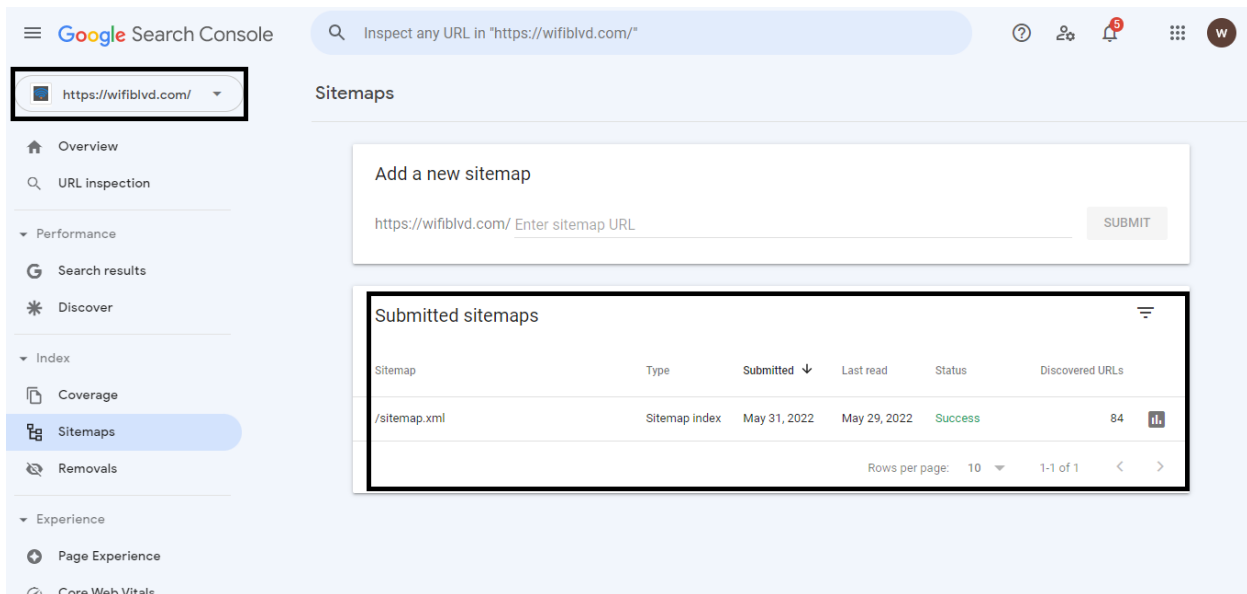 Google Search Console
Inspect any URL in "https://wifiblvd.com/"
5
W
https://wifiblvd.com/
Sitemaps
Overview
URL inspection
Performance
Search results
Discover
Index
Coverage
Sitemaps
Removals
Experience
Page Experience
Core Web Vitals
Add a new sitemap
https://wifiblvd.com/ Enter sitemap URL
SUBMIT
Submitted sitemaps
Sitemap Type Submitted Last read Status Discovered URLs
/sitemap.xml Sitemap index May 31, 2022 May 29, 2022 Success 84
Rows per page: 10 1-1 of 1